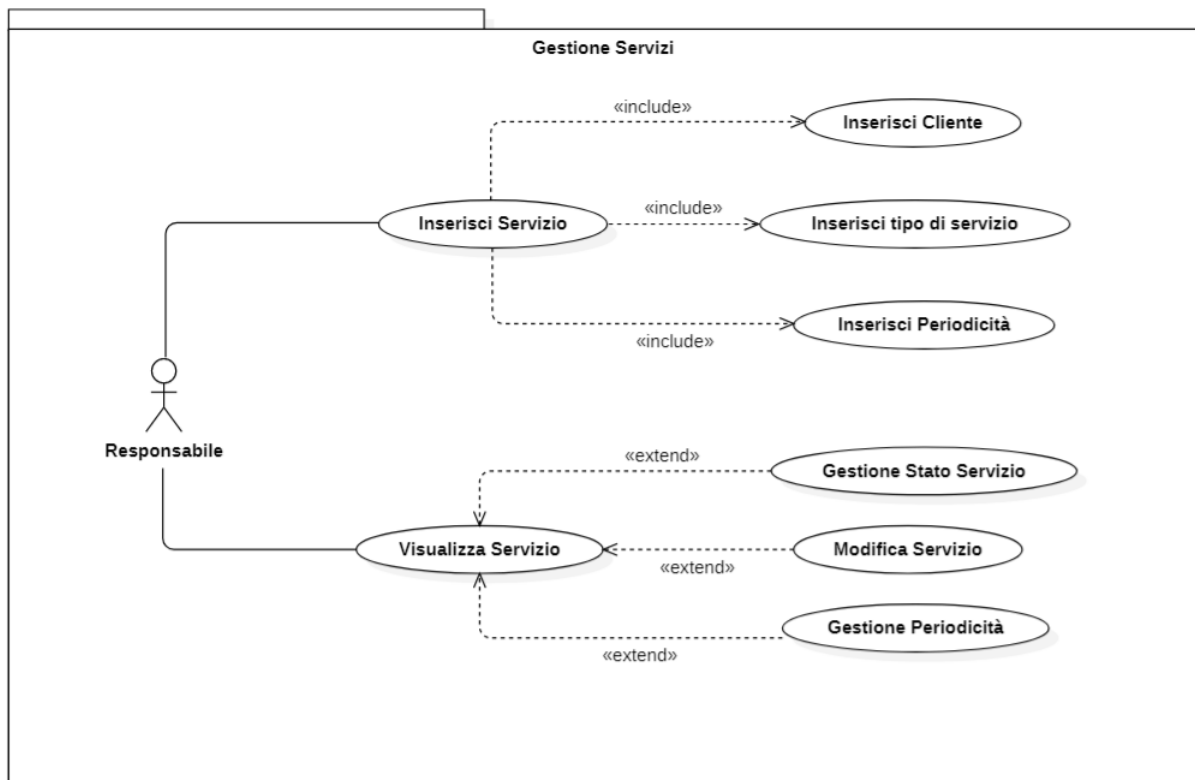 Gestione Servizi
«include»
Inserisci Cliente
Inserisci Servizio
«include»
Inserisci tipo di servizio
Inserisci Periodicità
«include»
Responsabile
«extend»
Gestione Stato Servizio
Visualizza Servizio
Modifica Servizio
«extend»
Gestione Periodicità
«extend»